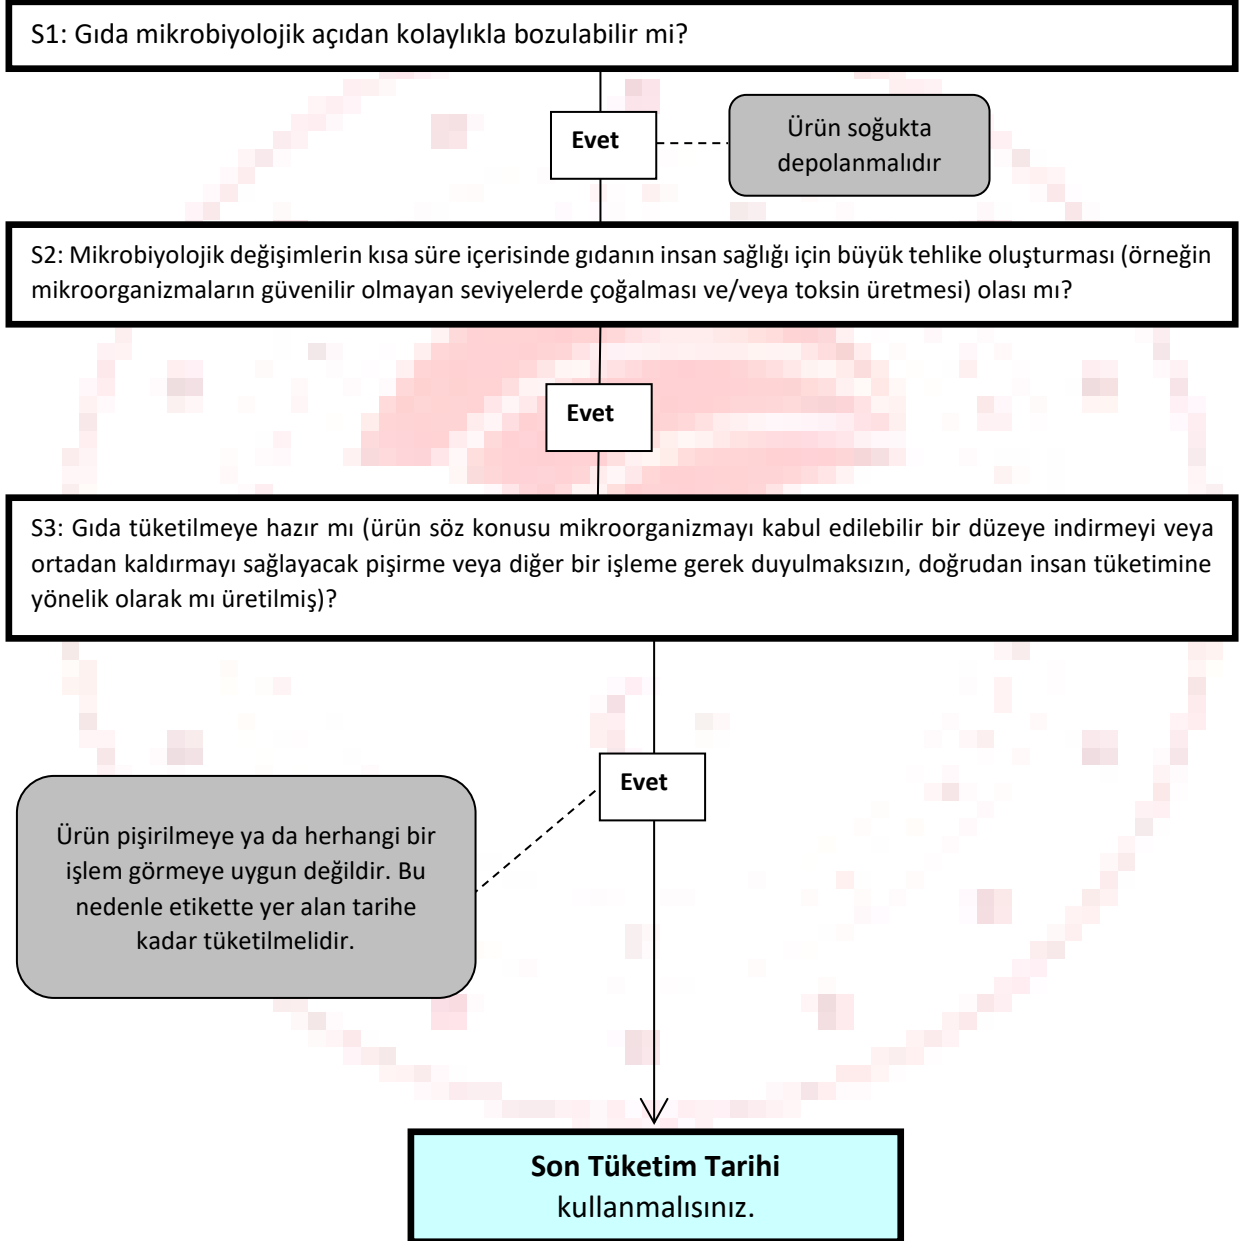 S1: Gıda mikrobiyolojik açıdan kolaylıkla bozulabilir mi?
Evet
Ürün soğukta
depolanmalıdır
S2: Mikrobiyolojik değişimlerin kısa süre içerisinde gıdanın insan sağlığı için büyük tehlike oluşturması (örneğin
mikroorganizmaların güvenilir olmayan seviyelerde çoğalması ve/veya toksin üretmesi) olası mı?
Evet
S3: Gıda tüketilmeye hazır mı (ürün söz konusu mikroorganizmayı kabul edilebilir bir düzeye indirmeyi veya
ortadan kaldırmayı sağlayacak pişirme veya diğer bir işleme gerek duyulmaksızın, doğrudan insan tüketimine
yönelik olarak mı üretilmiş)?
Evet
Ürün pişirilmeye ya da herhangi bir
işlem görmeye uygun değildir. Bu
nedenle etikette yer alan tarihe
kadar tüketilmelidir.
Son Tüketim Tarihi
kullanmalısınız.